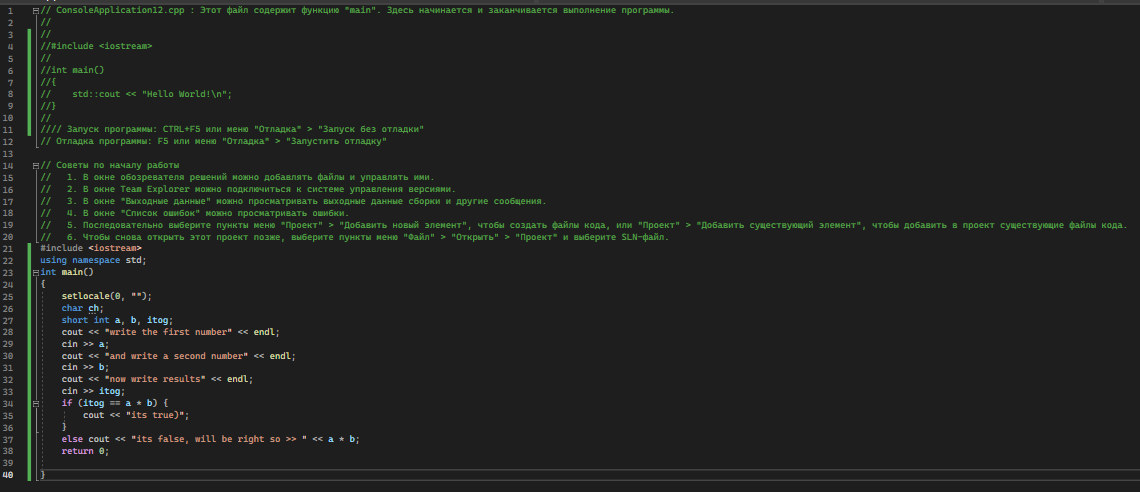 1 // ConsoleApplication12.cpp : Этот файл содержит функцию "main". Здесь начинается и заканчивается выполнение программы.
2 //
3 //
4 //#include <iostream>
5 //
6 //int main()
7 //{
8 //    std::cout << "Hello World!\n";
9 //}
10 //
11 //// Запуск программы: CTRL+F5 или меню "Отладка" > "Запуск без отладки"
12 // Отладка программы: F5 или меню "Отладка" > "Запустить отладку"
13
14 // Советы по началу работы
15 //   1. В окне обозревателя решений можно добавлять файлы и управлять ими.
16 //   2. В окне Team Explorer можно подключиться к системе управления версиями.
17 //   3. В окне "Выходные данные" можно просматривать выходные данные сборки и другие сообщения.
18 //   4. В окне "Список ошибок" можно просматривать ошибки.
19 //   5. Последовательно выберите пункты меню "Проект" > "Добавить новый элемент", чтобы создать файлы кода, или "Проект" > "Добавить существующий элемент", чтобы добавить в проект существующие файлы кода.
20 //   6. Чтобы снова открыть этот проект позже, выберите пункты меню "Файл" > "Открыть" > "Проект" и выберите SLN-файл.
21 #include <iostream>
22 using namespace std;
23 int main()
24 {
25     setlocale(0, "");
26     char ch;
27     short int a, b, itog;
28     cout << "write the first number" << endl;
29     cin >> a;
30     cout << "and write a second number" << endl;
31     cin >> b;
32     cout << "now write results" << endl;
33     cin >> itog;
34     if (itog == a * b) {
35         cout << "its true)";
36     }
37     else cout << "its false, will be right so >> " << a * b;
38     return 0;
39
40 }